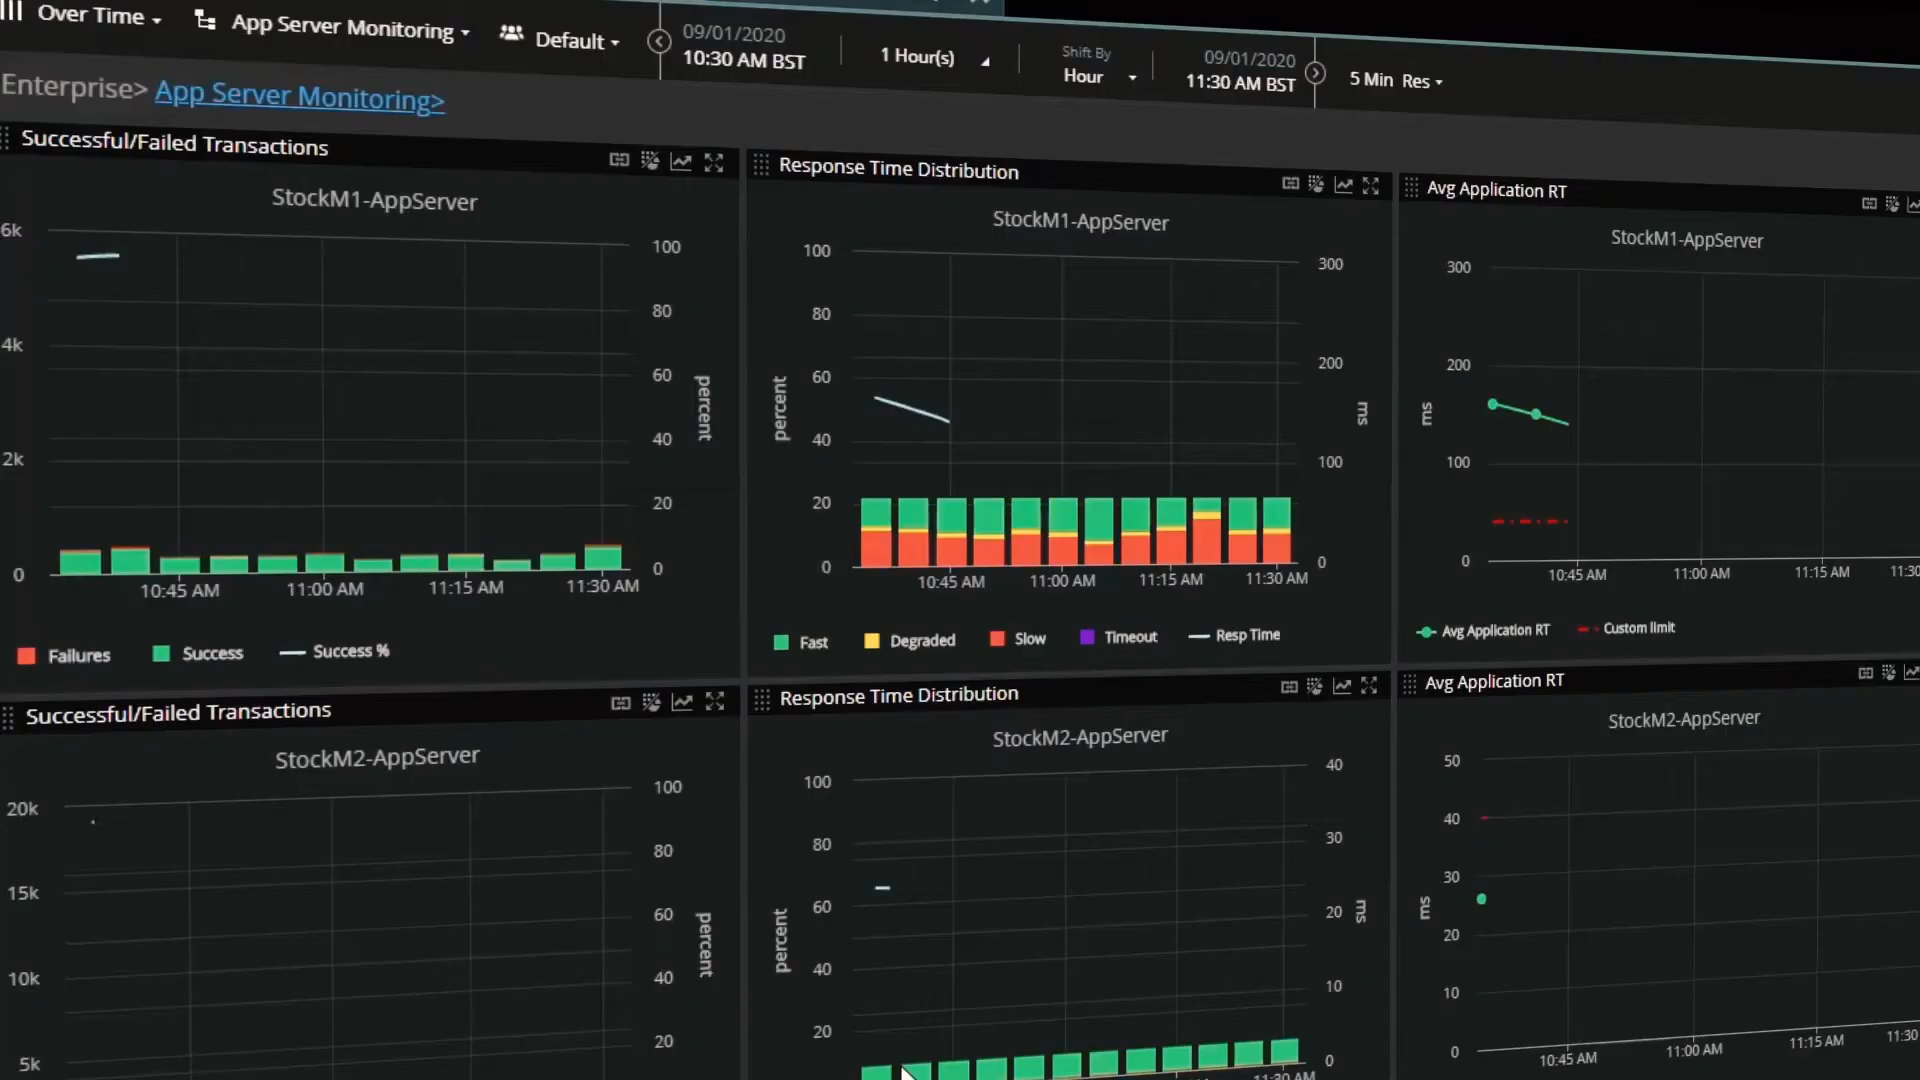 Over Time
App Server Monitoring
Default
09/01/2020
10:30 AM BST
1 Hour(s)
Shift By
Hour
09/01/2020
11:30 AM BST
5 Min Res
Enterprise> App Server Monitoring>
Successful/Failed Transactions
StockM1-AppServer
6k
4k
2k
0
100
80
60
40
20
0
percent
10:45 AM
11:00 AM
11:15 AM
11:30 AM
Failures
Success
Success %
Response Time Distribution
StockM1-AppServer
100
80
60
40
20
0
percent
300
200
100
0
ms
10:45 AM
11:00 AM
11:15 AM
11:30 AM
Fast
Degraded
Slow
Timeout
Resp Time
Avg Application RT
StockM1-AppServer
300
200
100
0
ms
10:45 AM
11:00 AM
11:15 AM
11:30
Avg Application RT
Custom limit
Successful/Failed Transactions
StockM2-AppServer
20k
15k
10k
5k
100
80
60
40
20
percent
Response Time Distribution
StockM2-AppServer
100
80
60
40
20
percent
40
30
20
10
0
ms
11:30 AM
Avg Application RT
StockM2-AppServer
50
40
30
20
10
0
ms
10:45 AM
11:00 AM
11:15 AM
11:30